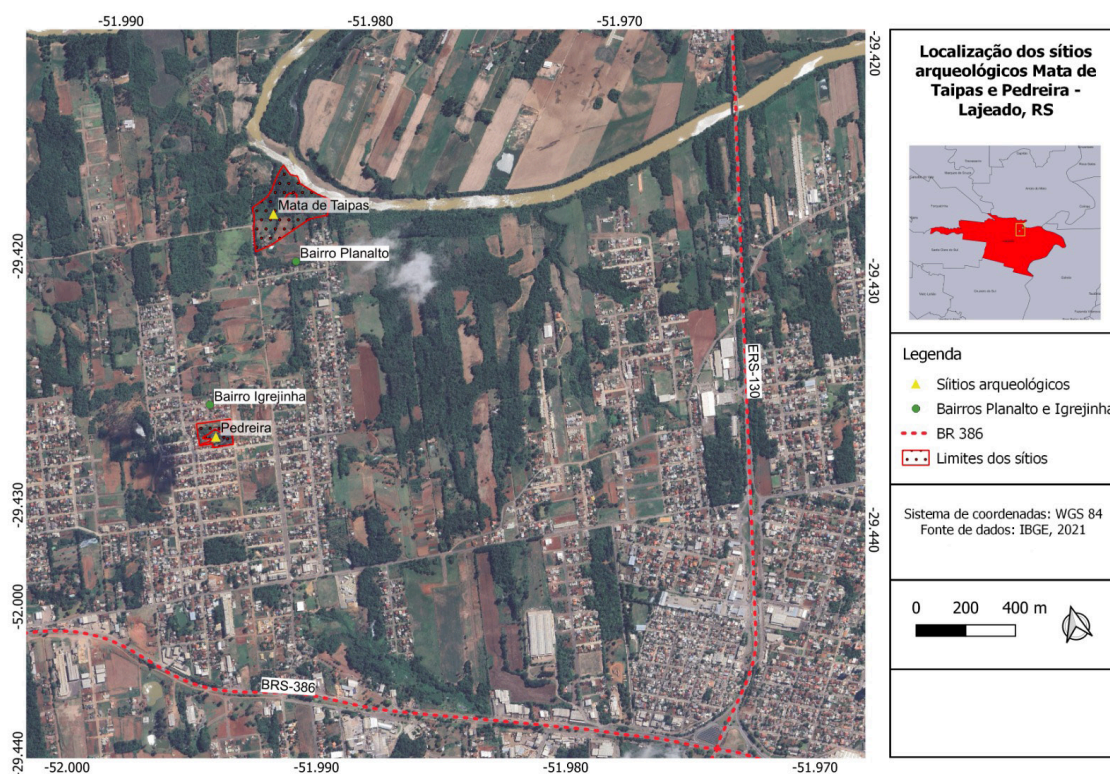 -51.990
-51.980
-51.970
-29.420
-29.420
-29.430
-29.430
-29.440
-52.000
-29.440
-52.000
-51.990
-51.980
-51.970
Mata de Taipas
Bairro Planalto
Bairro Igrejinha
Pedreira
ERS-130
BRS-386
Localização dos sítios
arqueológicos Mata de
Taipas e Pedreira -
Lajeado, RS
Legenda
Síitios arqueológicos
Bairros Planalto e Igrejinha
BR 386
Limites dos sítios
Sistema de coordenadas: WGS 84
Fonte de dados: IBGE, 2021
0 200 400 m